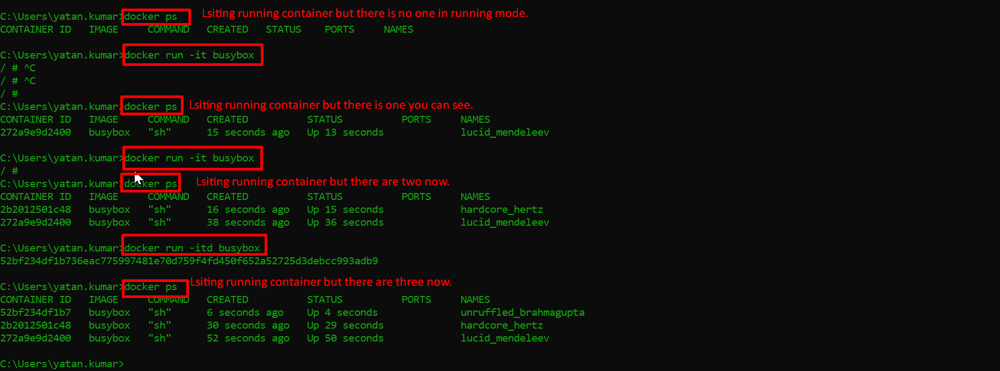 C:\Users\yatan.kumar>docker ps Lsiting running container but there is no one in running mode.
CONTAINER ID IMAGE COMMAND CREATED STATUS PORTS NAMES
C:\Users\yatan.kumar>docker run -it busybox
/ # ^C
/ # ^C
/ #
C:\Users\yatan.kumar>docker ps Lsiting running container but there is one you can see.
CONTAINER ID IMAGE COMMAND CREATED STATUS PORTS NAMES
272a9e9d2400 busybox "sh" 15 seconds ago Up 13 seconds lucid_mendeleev
C:\Users\yatan.kumar>docker run -it busybox
/ #
C:\Users\yatan.kumar>docker ps Lsiting running container but there are two now.
CONTAINER ID IMAGE COMMAND CREATED STATUS PORTS NAMES
2b2012501c48 busybox "sh" 16 seconds ago Up 15 seconds hardcore_hertz
272a9e9d2400 busybox "sh" 38 seconds ago Up 36 seconds lucid_mendeleev
C:\Users\yatan.kumar>docker run -itd busybox
52bf234df1b736eac775997481e70d759f4fd450f652a52725d3debcc993adb9
C:\Users\yatan.kumar>docker ps Lsiting running container but there are three now.
CONTAINER ID IMAGE COMMAND CREATED STATUS PORTS NAMES
52bf234df1b7 busybox "sh" 6 seconds ago Up 4 seconds unruffled_brahmagupta
2b2012501c48 busybox "sh" 30 seconds ago Up 29 seconds hardcore_hertz
272a9e9d2400 busybox "sh" 52 seconds ago Up 50 seconds lucid_mendeleev
C:\Users\yatan.kumar>